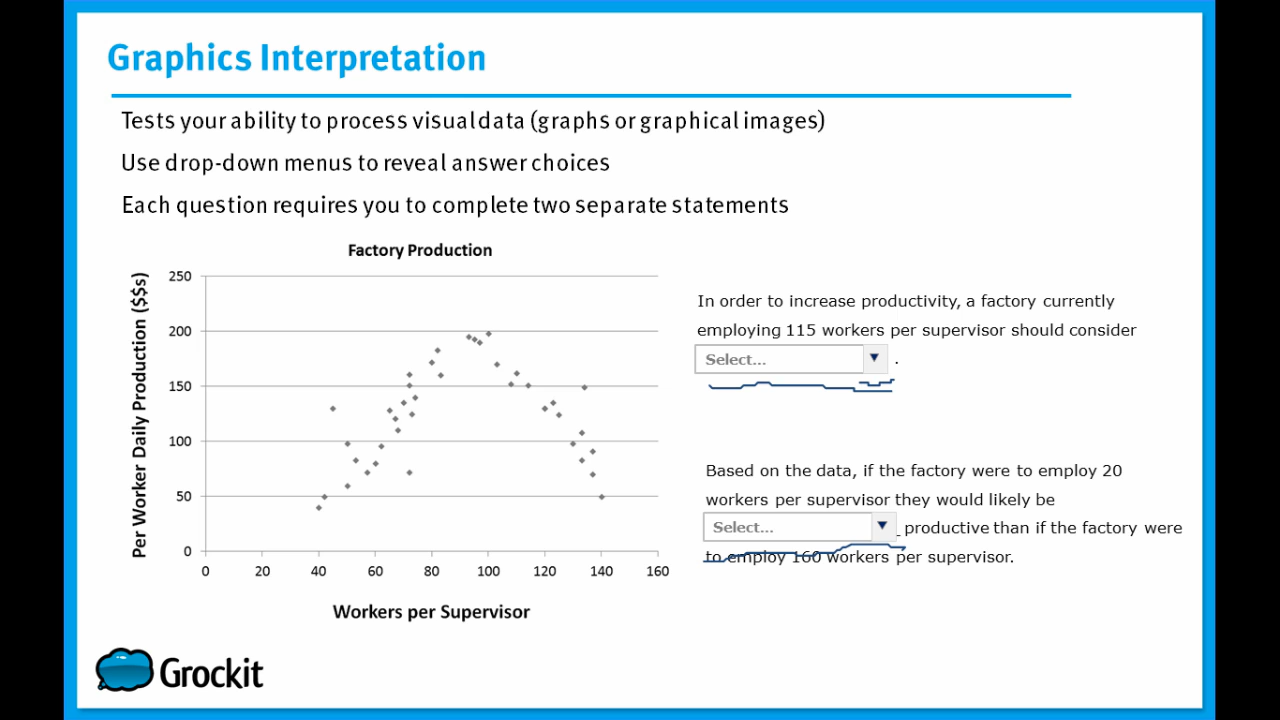 Graphics Interpretation
Tests your ability to process visual data (graphs or graphical images)
Use drop-down menus to reveal answer choices
Each question requires you to complete two separate statements
Factory Production
Per Worker Daily Production ($$s)
250
200
150
100
50
0
0 20 40 60 80 100 120 140 160
Workers per Supervisor
In order to increase productivity, a factory currently
employing 115 workers per supervisor should consider
Select... .
Based on the data, if the factory were to employ 20
workers per supervisor they would likely be
Select... productive than if the factory were
to employ 160 workers per supervisor.
Grockit